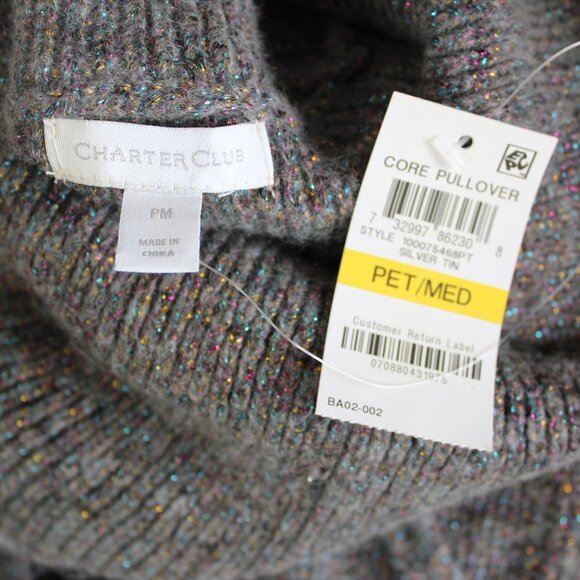 CHARTER CLUB
PM
MADE IN
CHINA
CORE PULLOVER
7 32997 86230 8
STYLE 100075468PT
SILVER TIN
PET/MED
Customer Return Label
070880431975
BA02-002